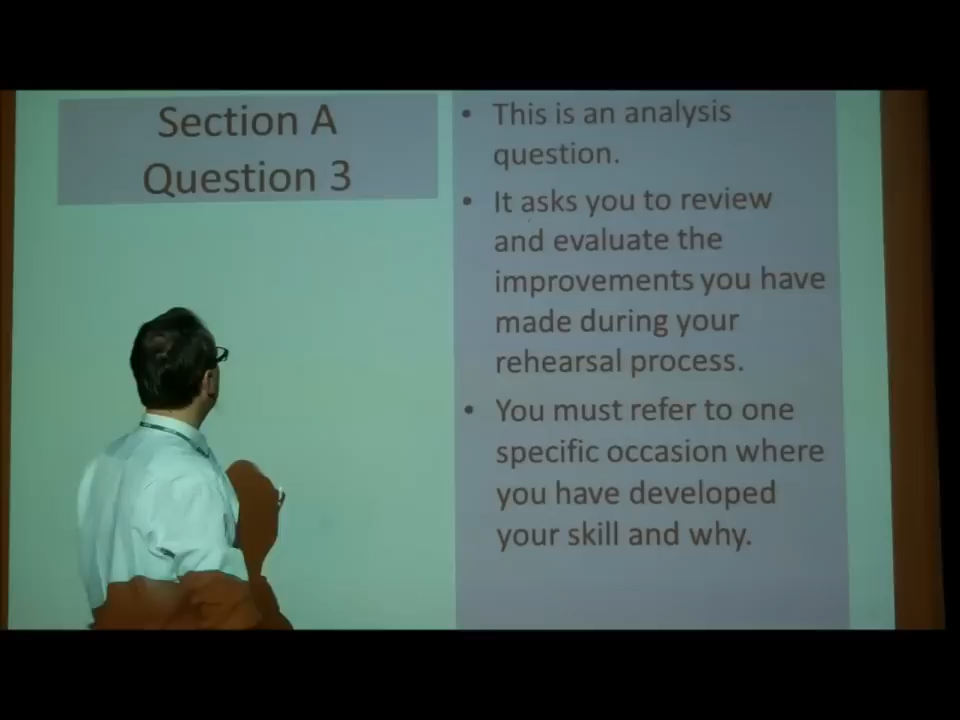 Section A
Question 3
• This is an analysis
question.
• It asks you to review
and evaluate the
improvements you have
made during your
rehearsal process.
• You must refer to one
specific occasion where
you have developed
your skill and why.